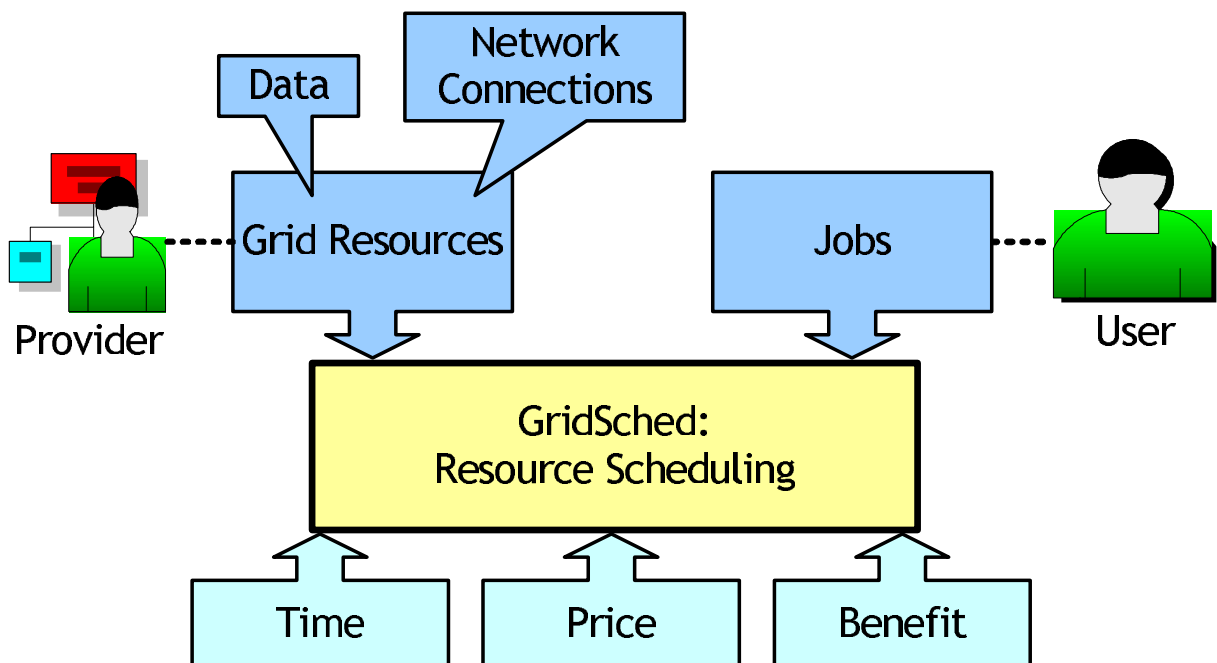 Network
Connections
Data
Grid Resources
Jobs
Provider
User
GridSched:
Resource Scheduling
Time
Price
Benefit